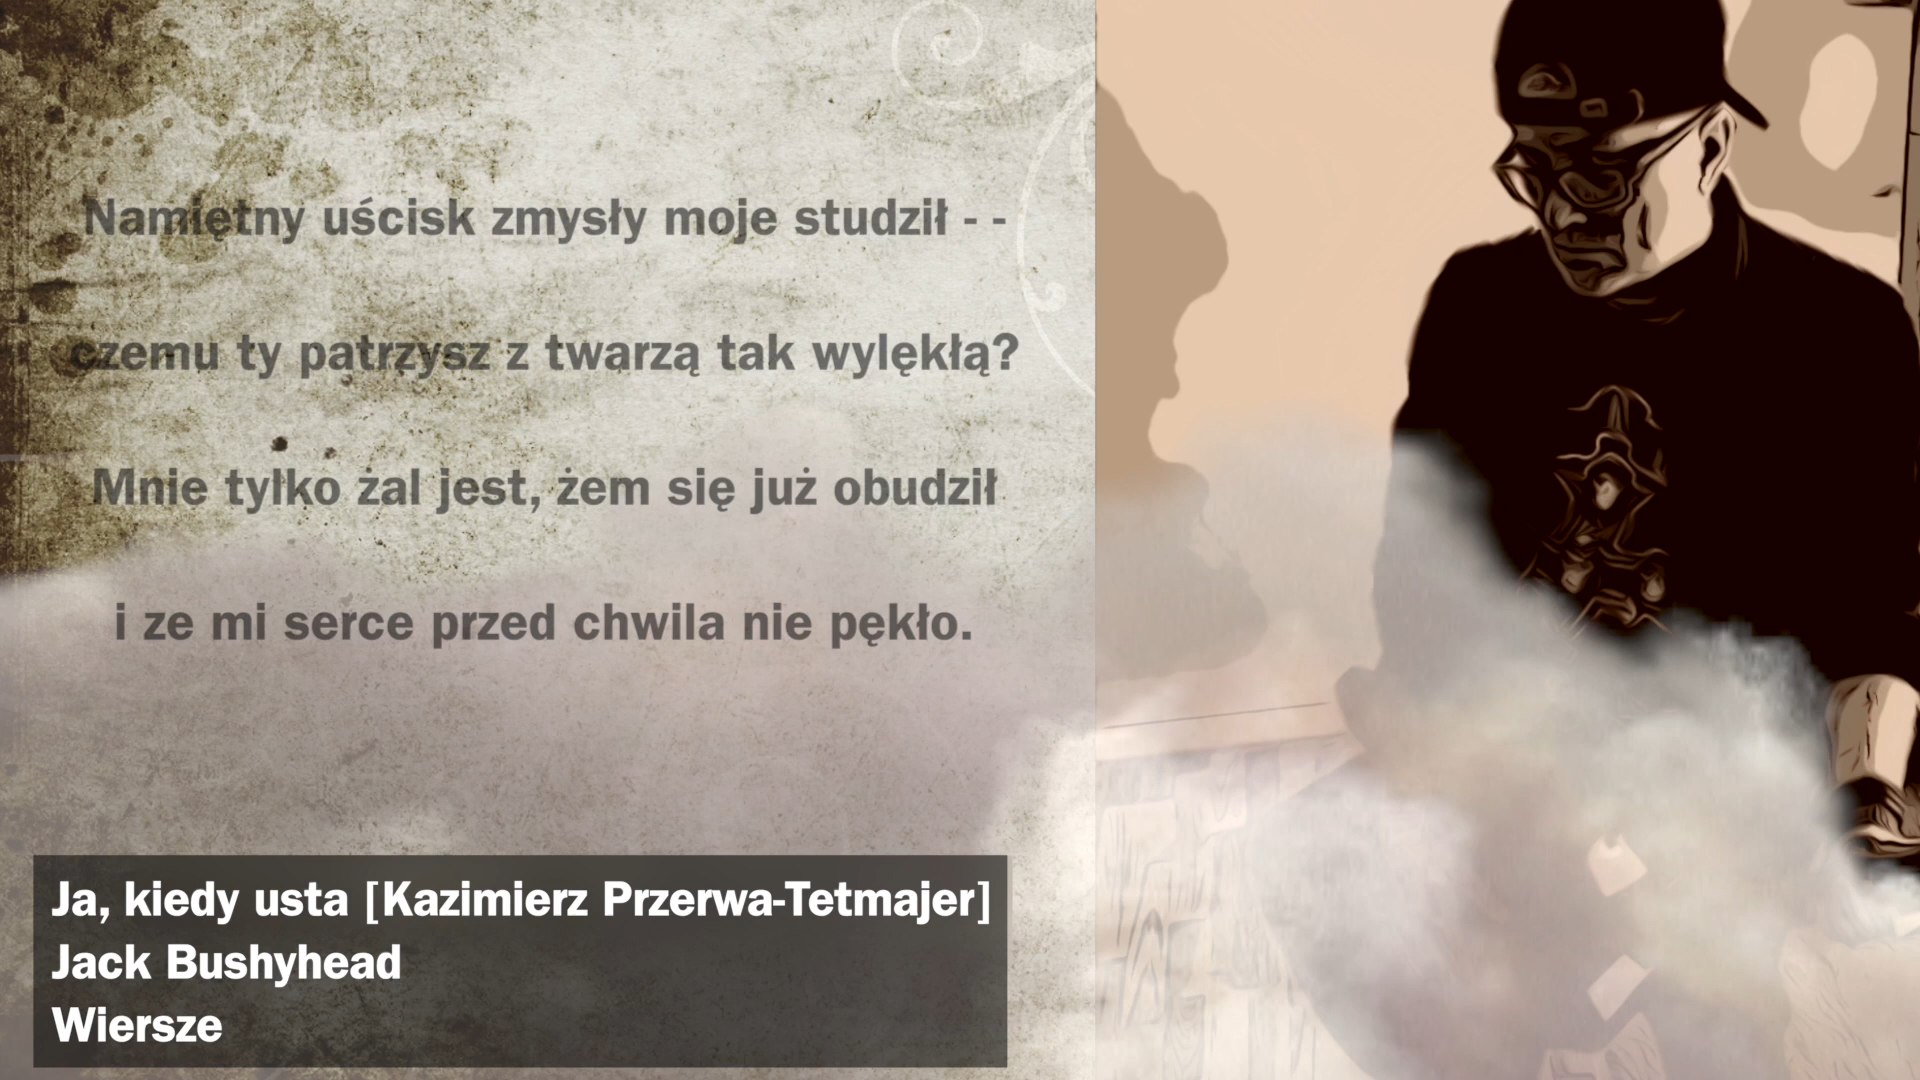 Namiętny uścisk zmysły moje studził - -
czemu ty patrzysz z twarzą tak wylękłą?
Mnie tylko żal jest, żem się już obudził
i ze mi serce przed chwila nie pękło.
Ja, kiedy usta [Kazimierz Przerwa-Tetmajer]
Jack Bushyhead
Wiersze